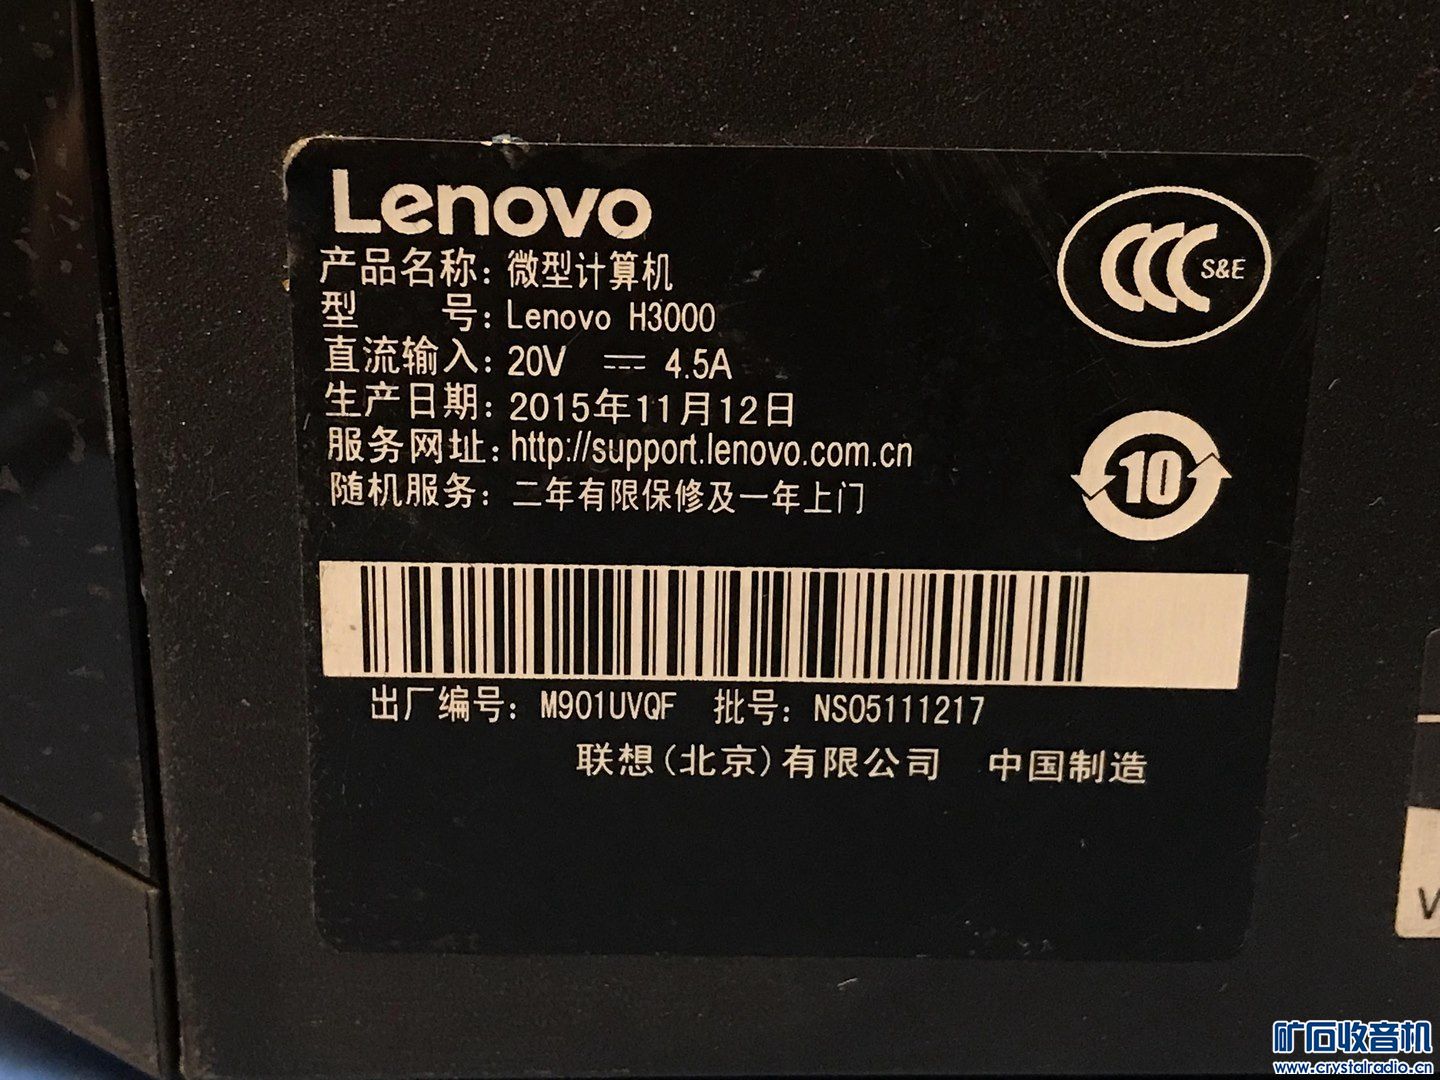 Lenovo
产品名称：微型计算机
型　　号：Lenovo H3000
直流输入：20V ⎓ 4.5A
生产日期：2015年11月12日
服务网址：http://support.lenovo.com.cn
随机服务：二年有限保修及一年上门
CCC S&E
10
出厂编号：M901UVQF 批号：NS05111217
联想(北京)有限公司 中国制造
V
矿石收音机
www.crystalradio.cn